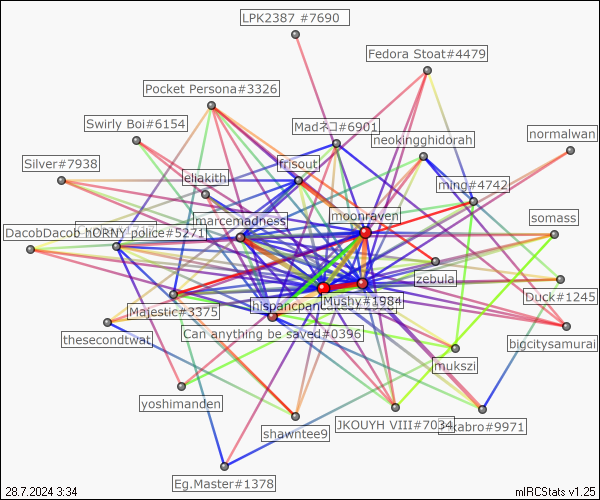 LPK2387 #7690
Fedora Stoat#4479
Pocket Persona#3326
Swirly Boi#6154
Madネコ#6901
normalwan
neokingghidorah
Silver#7938
frisout
eliakith
ming#4742
marcemadness
moonraven
somass
DacobDacob
HORNY police#5271
zebula
Duck#1245
hispancpancakes
Mushy#1984
Majestic#3375
Can anything be saved#0396
thesecondtwat
bigcitysamurai
mukszi
yoshimanden
shawntee9
JKOUYH VIII#7034
kabro#9971
Eg.Master#1378
28.7.2024 3:34
mIRCStats v1.25